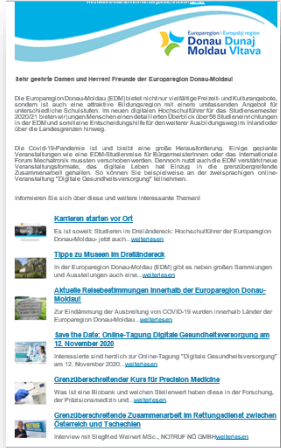 Europaregion | Evropský region
Donau Dunaj
Moldau Vltava
Sehr geehrte Damen und Herren! Freunde der Europaregion Donau-Moldau!
Die Europaregion Donau-Moldau (EDM) bietet nicht nur vielfältige Freizeit- und Kulturangebote,
sondern ist auch eine attraktive Bildungsregion mit einem umfassenden Angebot für
unterschiedliche Schulstufen. Im neuen digitalen Hochschulführer für das Studiensemester
2020/21 bieten wir jungen Menschen einen detaillierten Überblick über 56 Studieneinrichtungen
in der EDM und somit eine Entscheidungshilfe für den weiteren Ausbildungsweg im Inland oder
über die Landesgrenzen hinweg.
Die Covid-19-Pandemie ist und bleibt eine große Herausforderung. Einige geplante
Veranstaltungen wie eine EDM-Studienreise für BürgermeisterInnen oder das International
Forum Mechatronik mussten verschoben werden. Dennoch nutzt auch die EDM verstärkt neue
Veranstaltungsformate, das digitale Leben hat Einzug in die grenzüberschreitende
Zusammenarbeit gehalten. So können Sie beispielsweise an der zweisprachigen online-
Veranstaltung "Digitale Gesundheitsversorgung" teilnehmen.
Informieren Sie sich über diese und weitere interessante Themen!
Karrieren starten vor Ort
Es ist soweit: Studieren im Dreiländereck: Hochschulführer der Europaregion
Donau-Moldau- jetzt auch...weiterlesen
Tipps zu Museen im Dreiländereck
In der Europaregion Donau-Moldau (EDM) gibt es neben großen Sammlungen
und Ausstellungen auch eine...weiterlesen
Aktuelle Reisebestimmungen innerhalb der Europaregion Donau-
Moldau!
Zur Eindämmung der Ausbreitung von COVID-19 wurden innerhalb Länder der
Europaregion Donau-Moldau...weiterlesen
Save the Date: Online-Tagung Digitale Gesundheitsversorgung am
12. November 2020
Interessierte sind herzlich zur Online-Tagung "Digitale Gesundheitsversorgung"
am 12. November 2020...weiterlesen
Grenzüberschreitender Kurs für Precision Medicine
Was ist eine Biobank und welchen Stellenwert haben diese in der Forschung,
der Präzisionsmedizin und...weiterlesen
Grenzüberschreitende Zusammenarbeit im Rettungsdienst zwischen
Österreich und Tschechien
Interview mit Siegfried Weinert MSc., NOTRUF NÖ GMBHweiterlesen